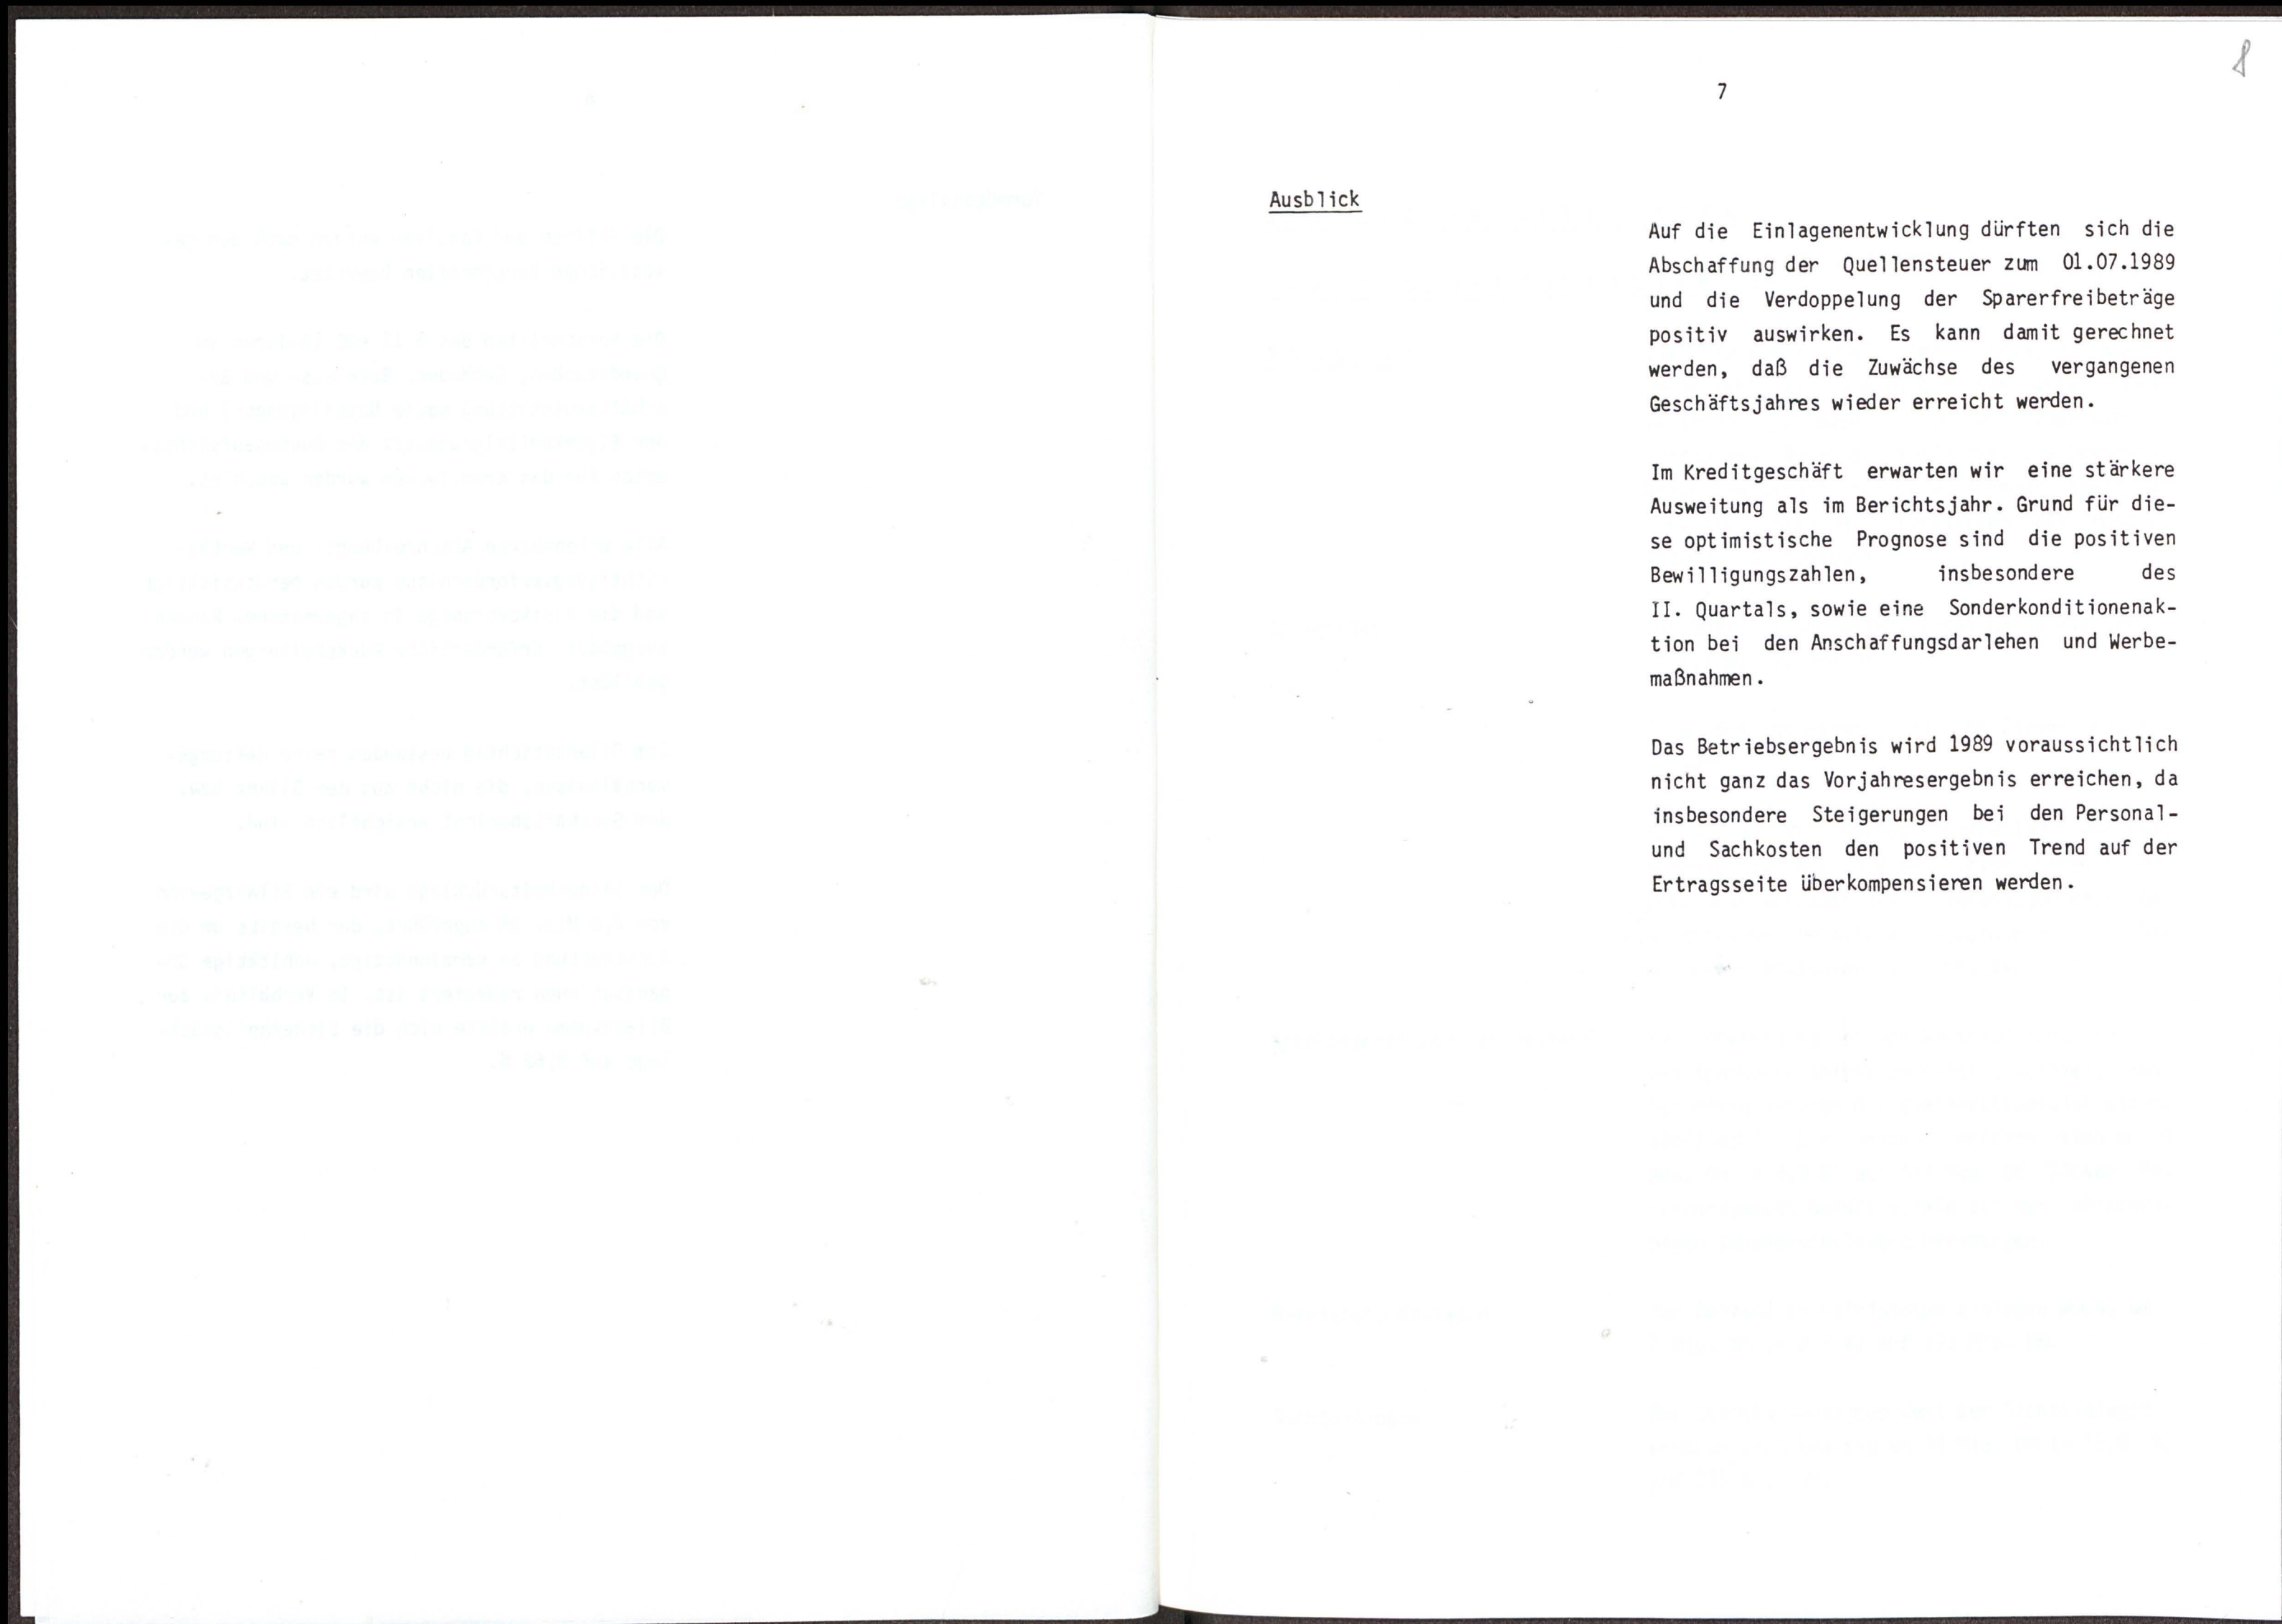 8
7
Ausblick
Auf die Einlagenentwicklung dürften sich die
Abschaffung der Quellensteuer zum 01.07.1989
und die Verdoppelung der Sparerfreibeträge
positiv auswirken. Es kann damit gerechnet
werden, daß die Zuwächse des vergangenen
Geschäftsjahres wieder erreicht werden.
Im Kreditgeschäft erwarten wir eine stärkere
Ausweitung als im Berichtsjahr. Grund für die-
se optimistische Prognose sind die positiven
Bewilligungszahlen, insbesondere des
II. Quartals, sowie eine Sonderkonditionenak-
tion bei den Anschaffungsdarlehen und Werbe-
maßnahmen.
Das Betriebsergebnis wird 1989 voraussichtlich
nicht ganz das Vorjahresergebnis erreichen, da
insbesondere Steigerungen bei den Personal-
und Sachkosten den positiven Trend auf der
Ertragsseite überkompensieren werden.